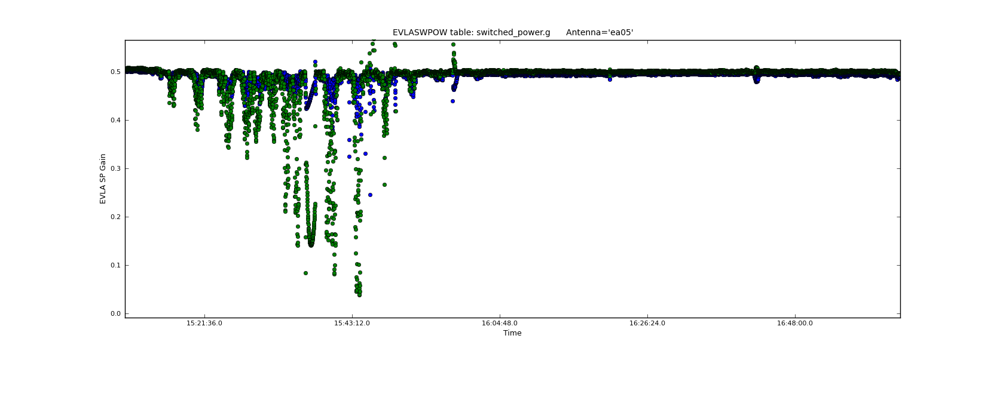 EVLASWPOW table: switched_power.g      Antenna='ea05'
EVLA SP Gain
0.5
0.4
0.3
0.2
0.1
0.0
15:21:36.0 15:43:12.0 16:04:48.0 16:26:24.0 16:48:00.0
Time